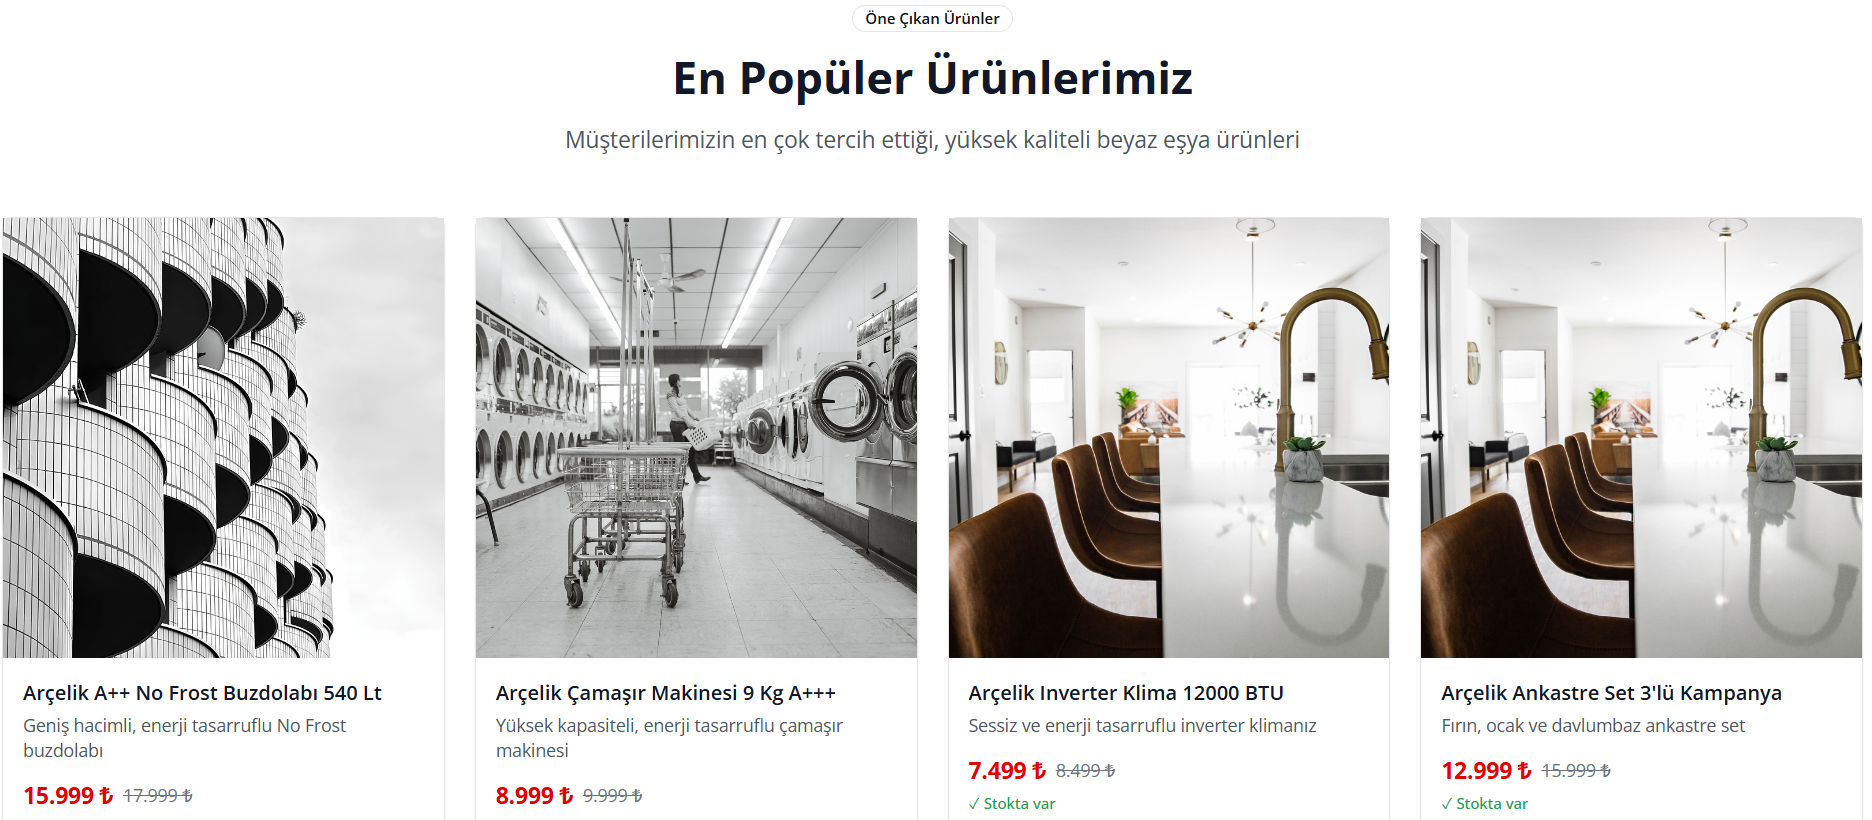 Öne Çıkan Ürünler
En Popüler Ürünlerimiz
Müşterilerimizin en çok tercih ettiği, yüksek kaliteli beyaz eşya ürünleri
Arçelik A++ No Frost Buzdolabı 540 Lt
Geniş hacimli, enerji tasarruflu No Frost
buzdolabı
15.999 ₺ 17.999 ₺
Arçelik Çamaşır Makinesi 9 Kg A+++
Yüksek kapasiteli, enerji tasarruflu çamaşır
makinesi
8.999 ₺ 9.999 ₺
Arçelik Inverter Klima 12000 BTU
Sessiz ve enerji tasarruflu inverter klimanız
7.499 ₺ 8.499 ₺
✓ Stokta var
Arçelik Ankastre Set 3'lü Kampanya
Fırın, ocak ve davlumbaz ankastre set
12.999 ₺ 15.999 ₺
✓ Stokta var